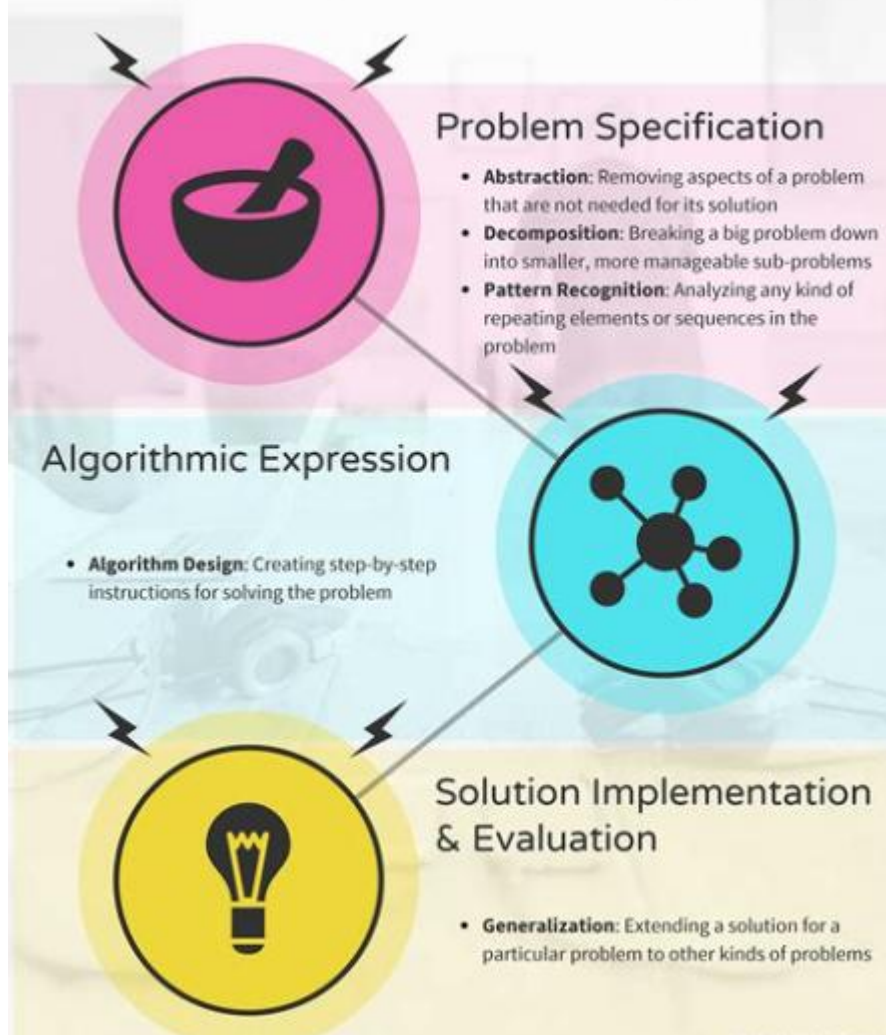 Problem Specification
• Abstraction: Removing aspects of a problem
that are not needed for its solution
• Decomposition: Breaking a big problem down
into smaller, more manageable sub-problems
• Pattern Recognition: Analyzing any kind of
repeating elements or sequences in the
problem
Algorithmic Expression
• Algorithm Design: Creating step-by-step
instructions for solving the problem
Solution Implementation
& Evaluation
• Generalization: Extending a solution for a
particular problem to other kinds of problems